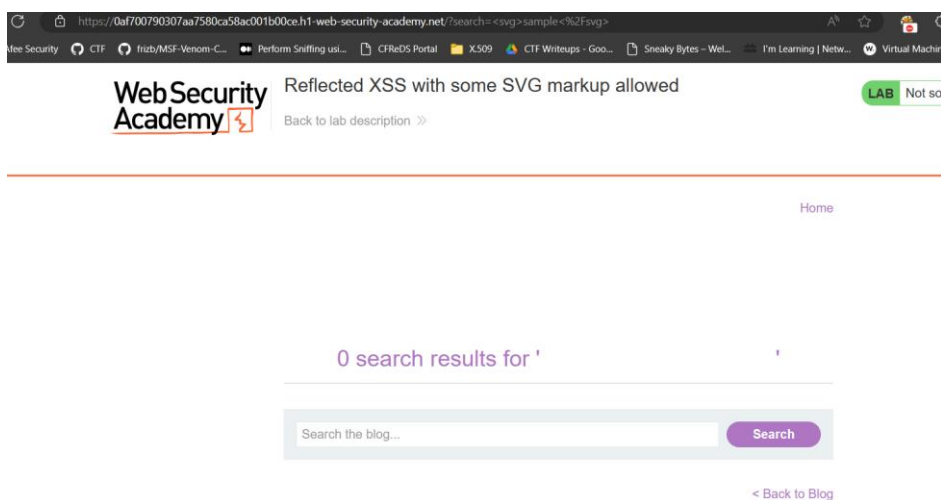 https://0af700790307aa7580ca58ac001b00ce.h1-web-security-academy.net/?search=<svg>sample<%2Fsvg>
Afee Security CTF frizb/MSF-Venom-C... Perform Sniffing usi... CFReDS Portal X.509 CTF Writeups - Goo... Sneaky Bytes – Wel... I'm Learning | Netw... Virtual Machin
WebSecurity
Academy
Reflected XSS with some SVG markup allowed
Back to lab description
LAB Not so
Home
0 search results for ' '
Search the blog...
Search
< Back to Blog